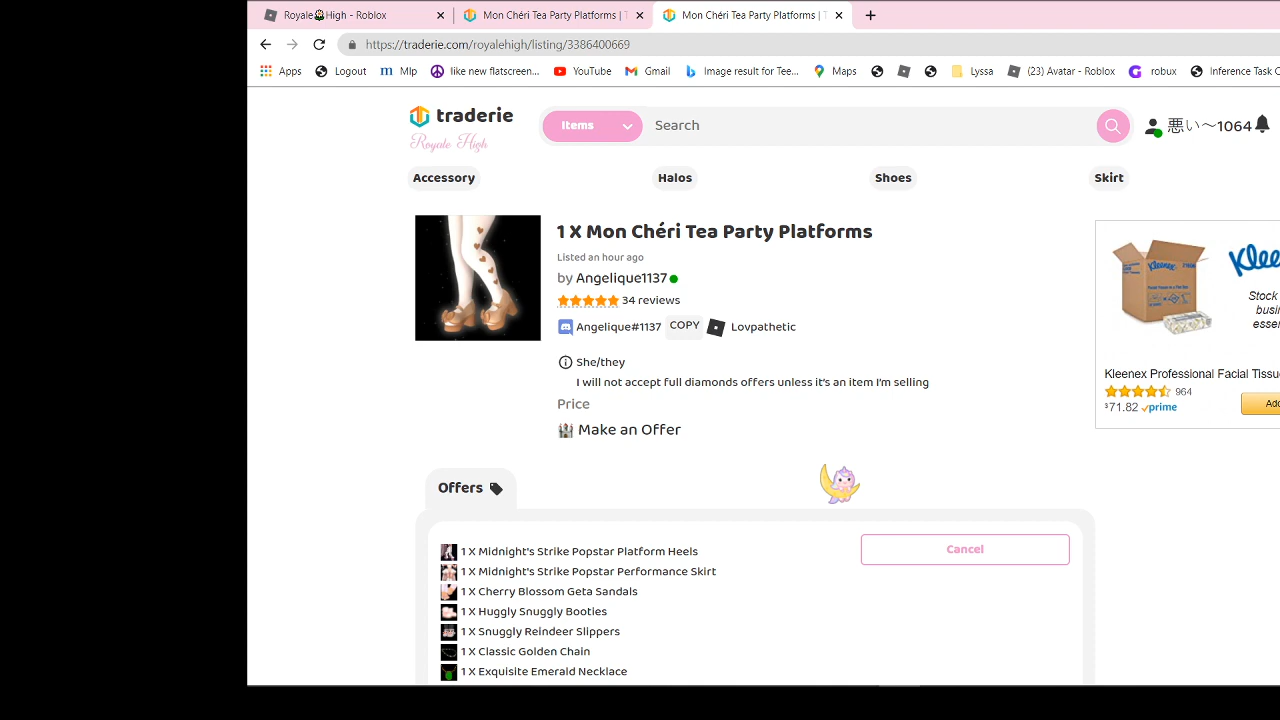 Royale🐝High - Roblox
Mon Chéri Tea Party Platforms | T
Mon Chéri Tea Party Platforms | T
https://traderie.com/royalehigh/listing/3386400669
Apps
Logout
Mlp
like new flatscreen...
YouTube
Gmail
Image result for Tee...
Maps
Lyssa
(23) Avatar - Roblox
robux
Inference Task C
traderie
Royale High
Items
Search
悪い〜1064
Accessory
Halos
Shoes
Skirt
1 X Mon Chéri Tea Party Platforms
Listed an hour ago
by Angelique1137
34 reviews
Angelique#1137
COPY
Lovpathetic
She/they
I will not accept full diamonds offers unless it's an item I'm selling
Price
Make an Offer
Klee
Stock
busi
esse
Kleenex Professional Facial Tissu
964
$71.82 prime
Add
Offers
1 X Midnight's Strike Popstar Platform Heels
1 X Midnight's Strike Popstar Performance Skirt
1 X Cherry Blossom Geta Sandals
1 X Huggly Snuggly Booties
1 X Snuggly Reindeer Slippers
1 X Classic Golden Chain
1 X Exquisite Emerald Necklace
Cancel